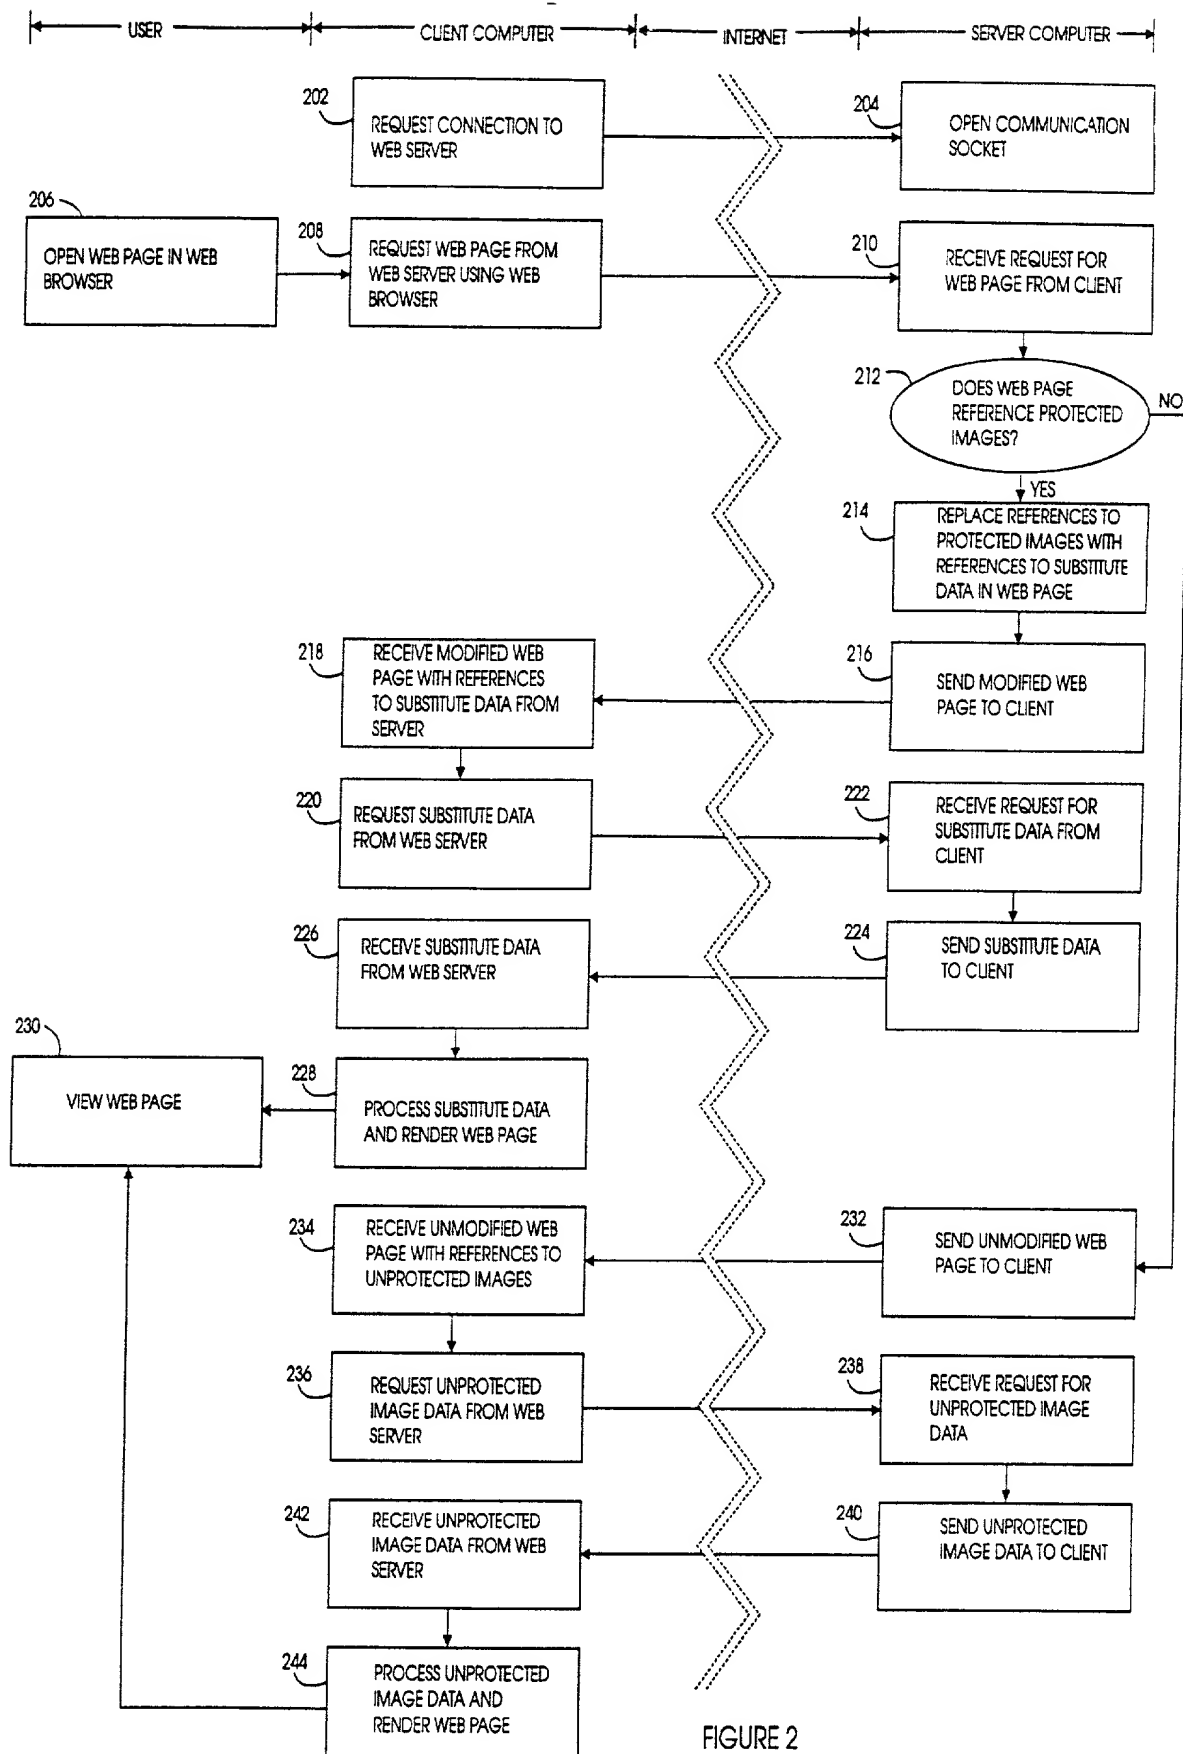 USER
CLIENT COMPUTER
INTERNET
SERVER COMPUTER
202
REQUEST CONNECTION TO
WEB SERVER
204
OPEN COMMUNICATION
SOCKET
206
OPEN WEB PAGE IN WEB
BROWSER
208
REQUEST WEB PAGE FROM
WEB SERVER USING WEB
BROWSER
210
RECEIVE REQUEST FOR
WEB PAGE FROM CLIENT
212
DOES WEB PAGE
REFERENCE PROTECTED
IMAGES?
NO
YES
214
REPLACE REFERENCES TO
PROTECTED IMAGES WITH
REFERENCES TO SUBSTITUTE
DATA IN WEB PAGE
218
RECEIVE MODIFIED WEB
PAGE WITH REFERENCES
TO SUBSTITUTE DATA FROM
SERVER
216
SEND MODIFIED WEB
PAGE TO CLIENT
220
REQUEST SUBSTITUTE DATA
FROM WEB SERVER
222
RECEIVE REQUEST FOR
SUBSTITUTE DATA FROM
CLIENT
226
RECEIVE SUBSTITUTE DATA
FROM WEB SERVER
224
SEND SUBSTITUTE DATA
TO CLIENT
230
VIEW WEB PAGE
228
PROCESS SUBSTITUTE DATA
AND RENDER WEB PAGE
234
RECEIVE UNMODIFIED WEB
PAGE WITH REFERENCES TO
UNPROTECTED IMAGES
232
SEND UNMODIFIED WEB
PAGE TO CLIENT
236
REQUEST UNPROTECTED
IMAGE DATA FROM WEB
SERVER
238
RECEIVE REQUEST FOR
UNPROTECTED IMAGE
DATA
242
RECEIVE UNPROTECTED
IMAGE DATA FROM WEB
SERVER
240
SEND UNPROTECTED
IMAGE DATA TO CLIENT
244
PROCESS UNPROTECTED
IMAGE DATA AND
RENDER WEB PAGE
FIGURE 2